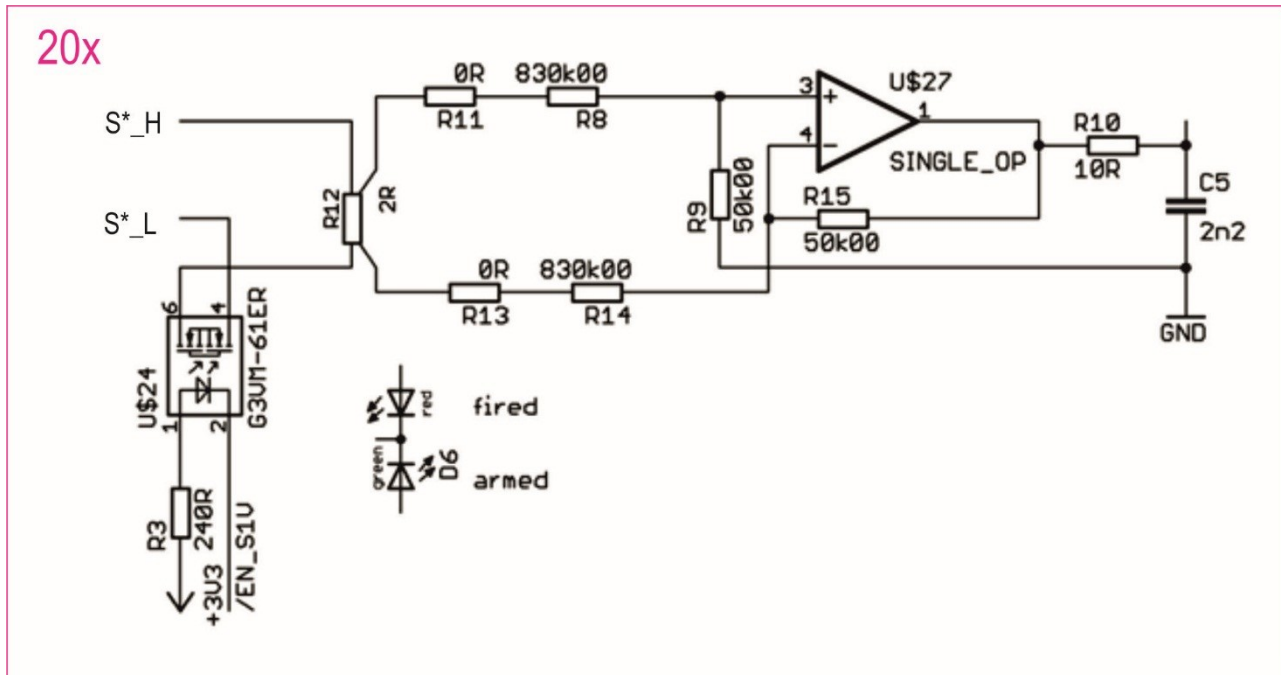 20x
S*_H
S*_L
R12
2R
0R
R11
830k00
R8
0R
R13
830k00
R14
R9
50k00
3
4
1
+
-
U$27
SINGLE_OP
R15
50k00
R10
10R
C5
2n2
GND
6
4
1
2
U$24
G3VM-61ER
R3
240R
+3V3
/EN_S1V
red
fired
green
D6
armed